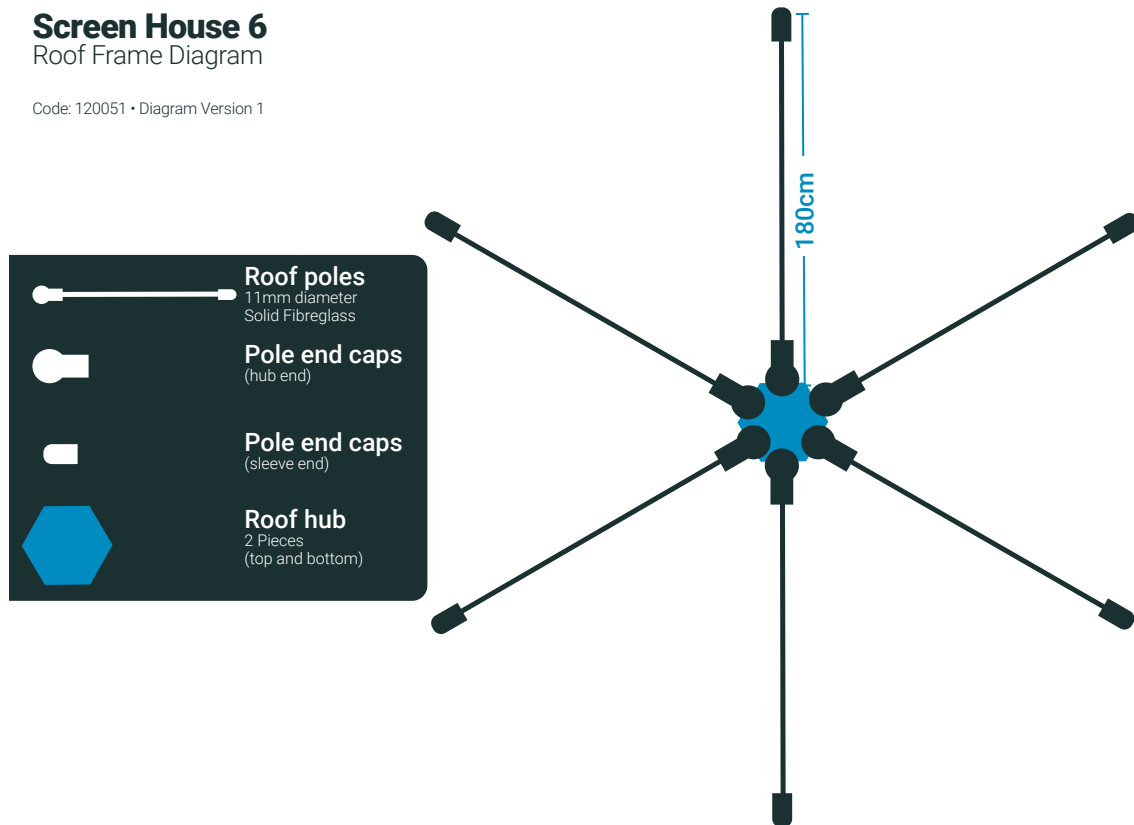 Screen House 6
Roof Frame Diagram
Code: 120051 • Diagram Version 1
180cm
Roof poles
11mm diameter
Solid Fibreglass
Pole end caps
(hub end)
Pole end caps
(sleeve end)
Roof hub
2 Pieces
(top and bottom)